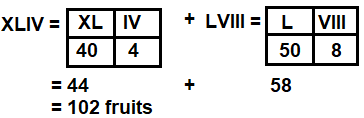 XLIV = XL IV + LVIII = L VIII
40 4 50 8
= 44 + 58
= 102 fruits